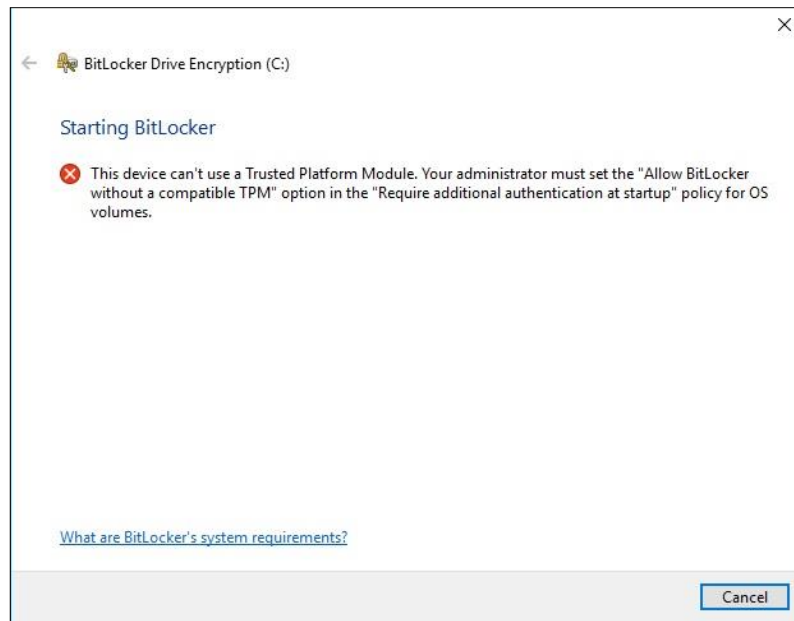 BitLocker Drive Encryption (C:)
Starting BitLocker
This device can't use a Trusted Platform Module. Your administrator must set the "Allow BitLocker
without a compatible TPM" option in the "Require additional authentication at startup" policy for OS
volumes.
What are BitLocker's system requirements?
Cancel